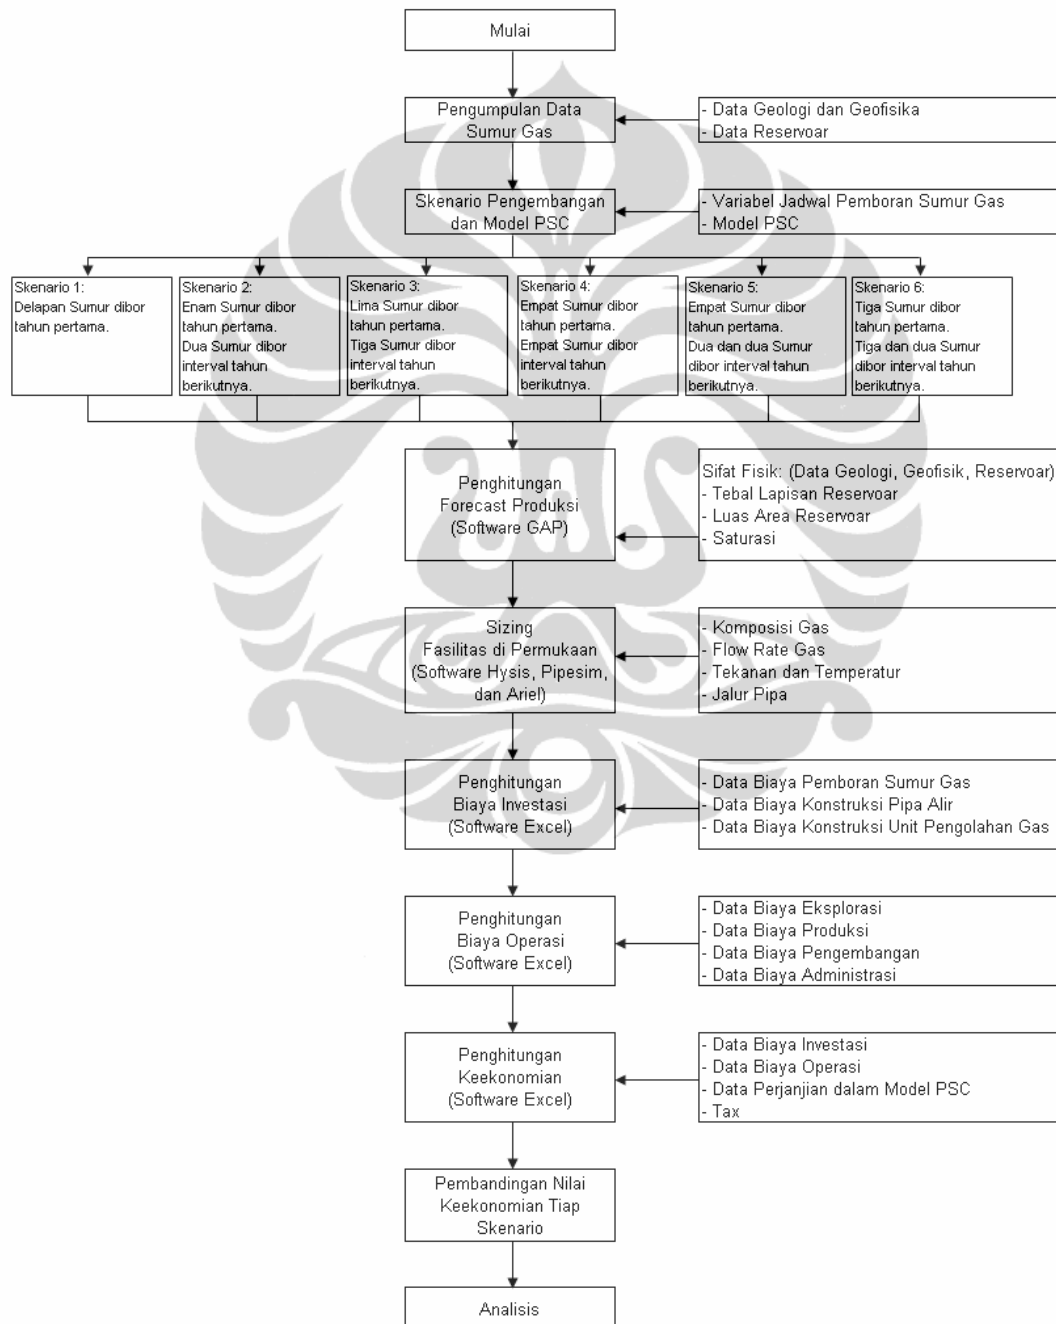 Mulai
Pengumpulan Data
Sumur Gas
- Data Geologi dan Geofisika
- Data Reservoar
Skenario Pengembangan
dan Model PSC
- Variabel Jadwal Pemboran Sumur Gas
- Model PSC
Skenario 1:
Delapan Sumur dibor
tahun pertama.
Skenario 2:
Enam Sumur dibor
tahun pertama.
Dua Sumur dibor
interval tahun
berikutnya.
Skenario 3:
Lima Sumur dibor
tahun pertama.
Tiga Sumur dibor
interval tahun
berikutnya.
Skenario 4:
Empat Sumur dibor
tahun pertama.
Empat Sumur dibor
interval tahun
berikutnya.
Skenario 5:
Empat Sumur dibor
tahun pertama.
Dua dan dua Sumur
dibor interval tahun
berikutnya.
Skenario 6:
Tiga Sumur dibor
tahun pertama.
Tiga dan dua Sumur
dibor interval tahun
berikutnya.
Penghitungan
Forecast Produksi
(Software GAP)
Sifat Fisik: (Data Geologi, Geofisik, Reservoar)
- Tebal Lapisan Reservoar
- Luas Area Reservoar
- Saturasi
Sizing
Fasilitas di Permukaan
(Software Hysis, Pipesim,
dan Ariel)
- Komposisi Gas
- Flow Rate Gas
- Tekanan dan Temperatur
- Jalur Pipa
Penghitungan
Biaya Investasi
(Software Excel)
- Data Biaya Pemboran Sumur Gas
- Data Biaya Konstruksi Pipa Alir
- Data Biaya Konstruksi Unit Pengolahan Gas
Penghitungan
Biaya Operasi
(Software Excel)
- Data Biaya Eksplorasi
- Data Biaya Produksi
- Data Biaya Pengembangan
- Data Biaya Administrasi
Penghitungan
Keekonomian
(Software Excel)
- Data Biaya Investasi
- Data Biaya Operasi
- Data Perjanjian dalam Model PSC
- Tax
Pembandingan Nilai
Keekonomian Tiap
Skenario
Analisis